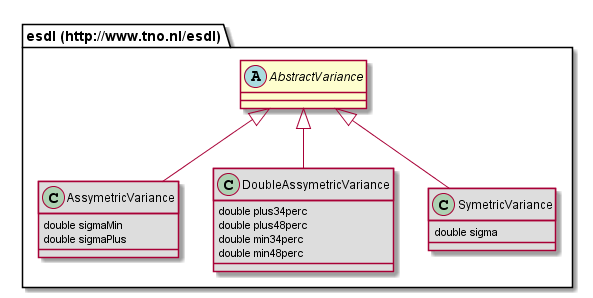 esdl (http://www.tno.nl/esdl)
A AbstractVariance
C AssymetricVariance
double sigmaMin
double sigmaPlus
C DoubleAssymetricVariance
double plus34perc
double plus48perc
double min34perc
double min48perc
C SymetricVariance
double sigma